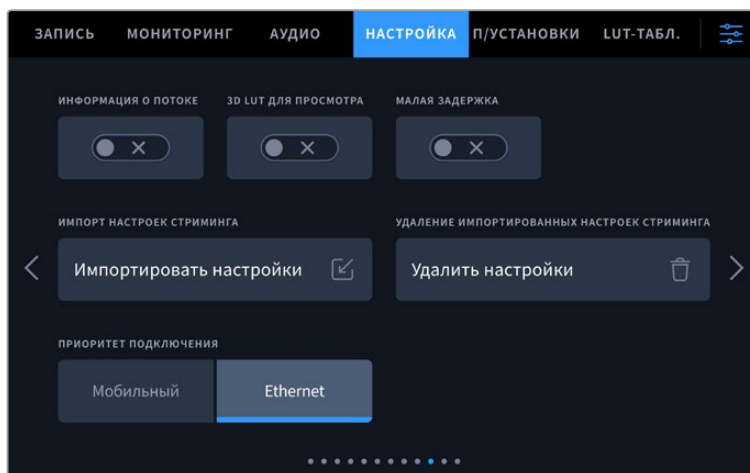 ЗАПИСЬ МОНИТОРИНГ АУДИО НАСТРОЙКА П/УСТАНОВКИ LUT-ТАБЛ.
ИНФОРМАЦИЯ О ПОТОКЕ 3D LUT ДЛЯ ПРОСМОТРА МАЛАЯ ЗАДЕРЖКА
ИМПОРТ НАСТРОЕК СТРИМИНГА УДАЛЕНИЕ ИМПОРТИРОВАННЫХ НАСТРОЕК СТРИМИНГА
Импортировать настройки Удалить настройки
ПРИОРИТЕТ ПОДКЛЮЧЕНИЯ
Мобильный Ethernet